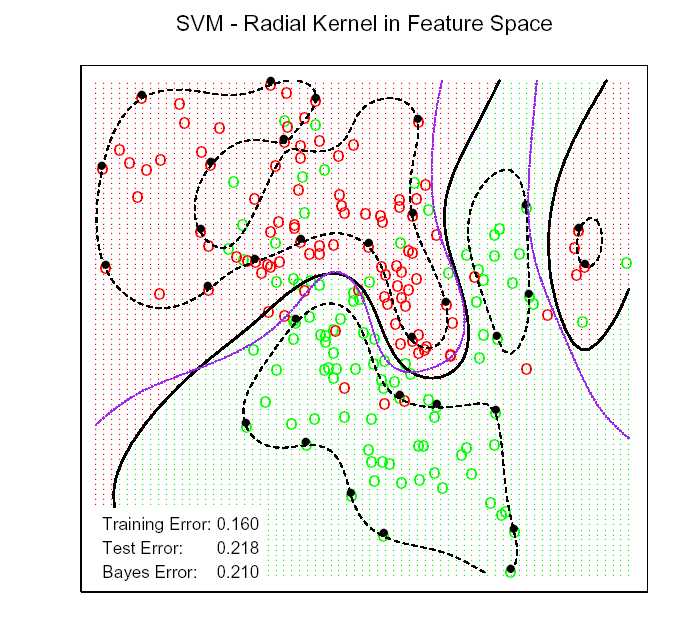 SVM - Radial Kernel in Feature Space
Training Error: 0.160
Test Error: 0.218
Bayes Error: 0.210